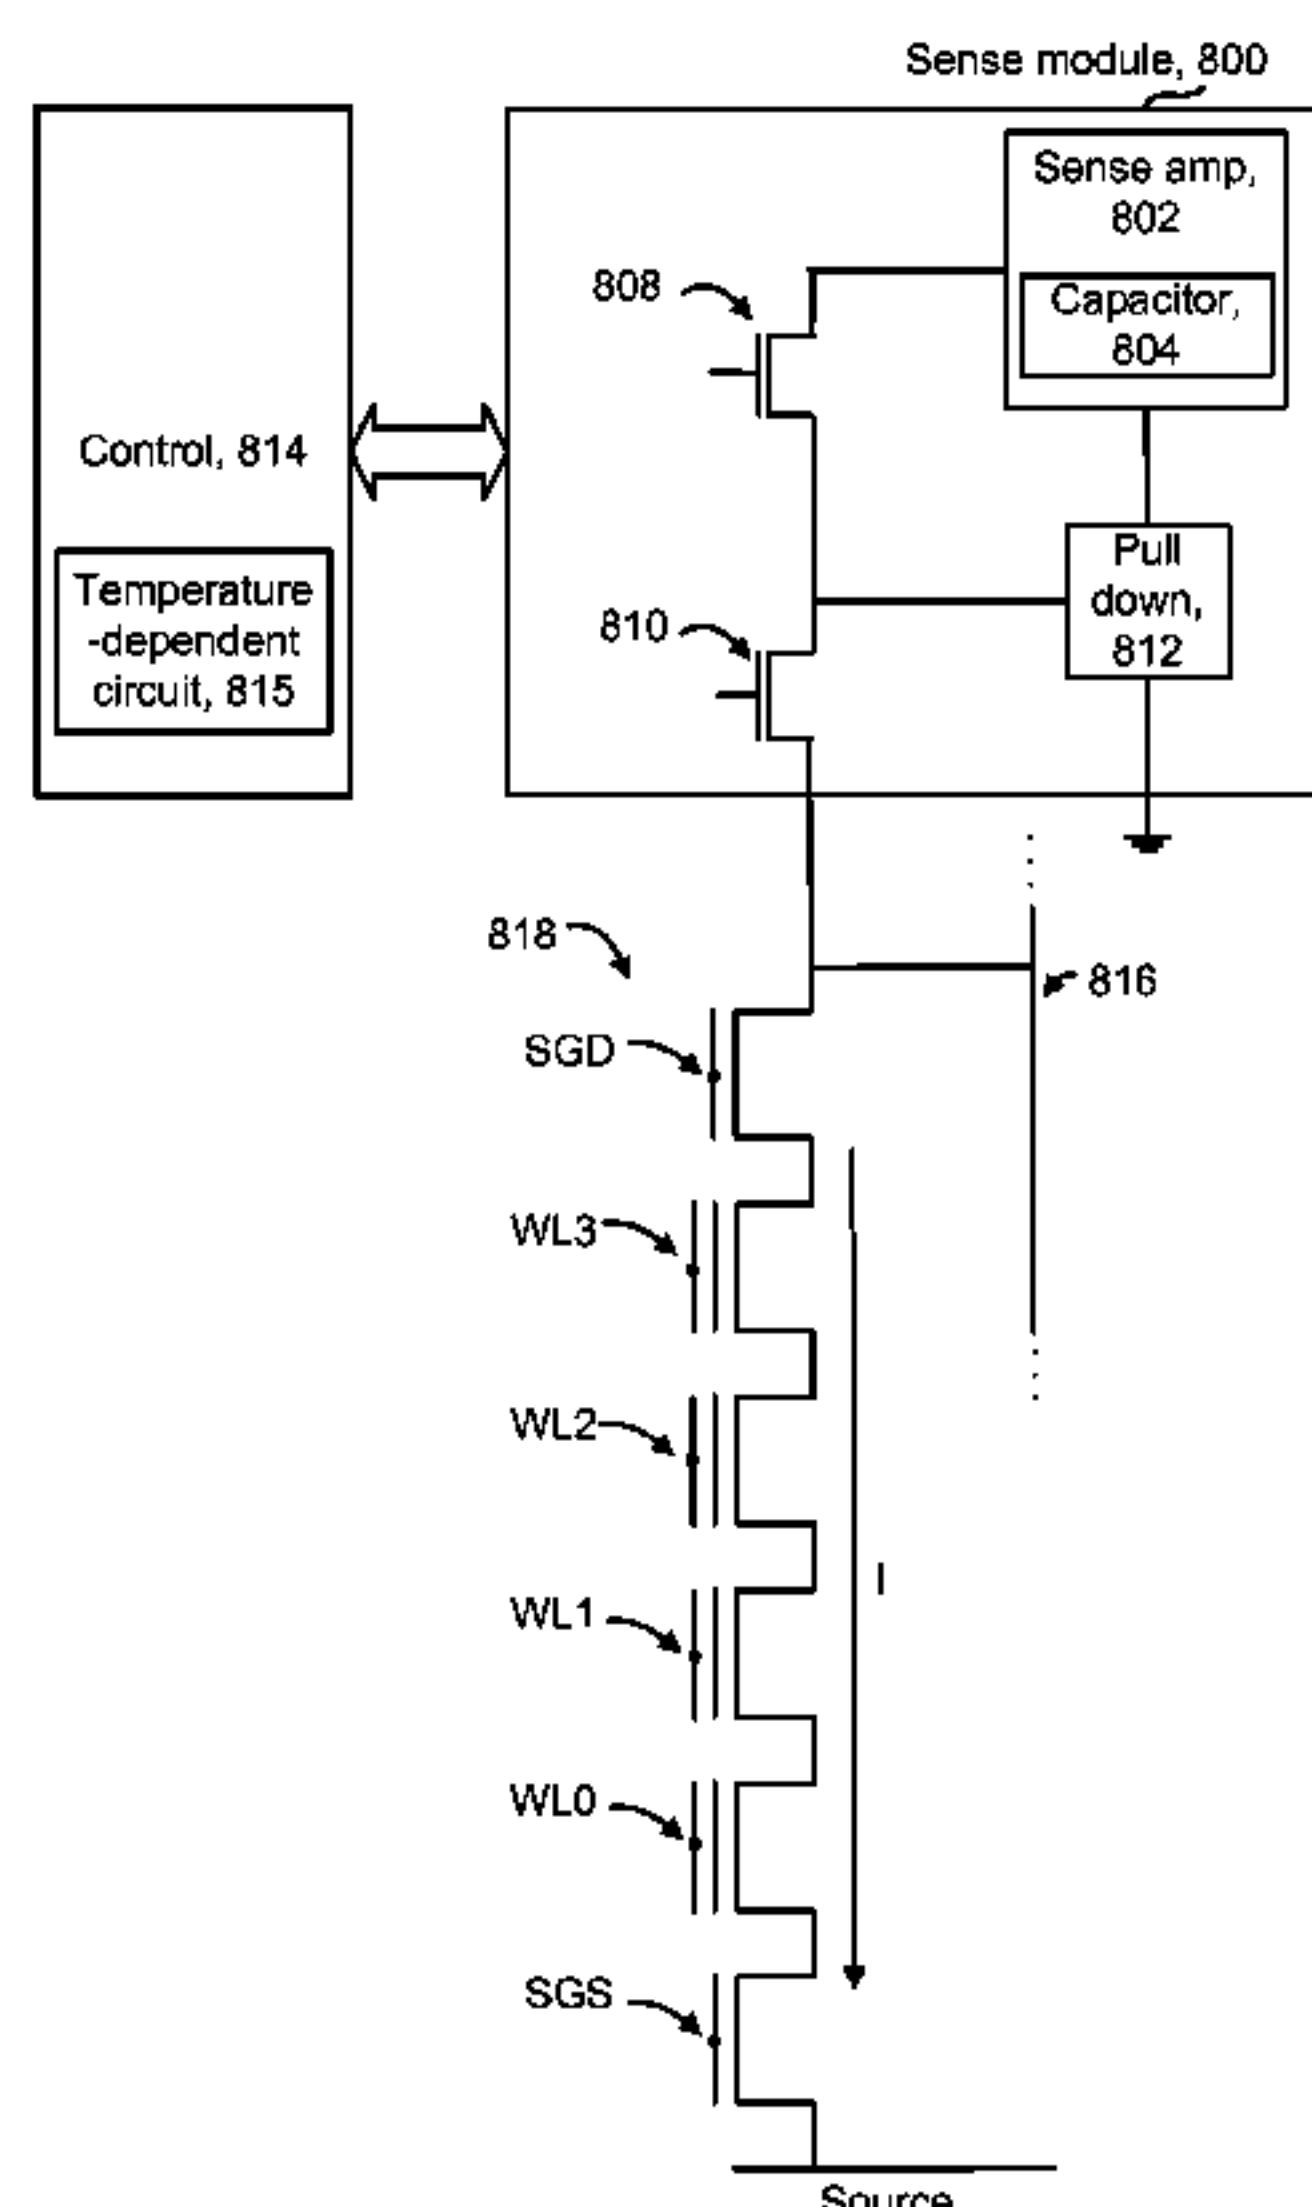 Sense module, 800
Sense amp,
802
808
Capacitor,
804
Control, 814
Pull
down,
812
Temperature
-dependent
circuit, 815
810
818
816
SGD
WL3
WL2
I
WL1
WL0
SGS
Source